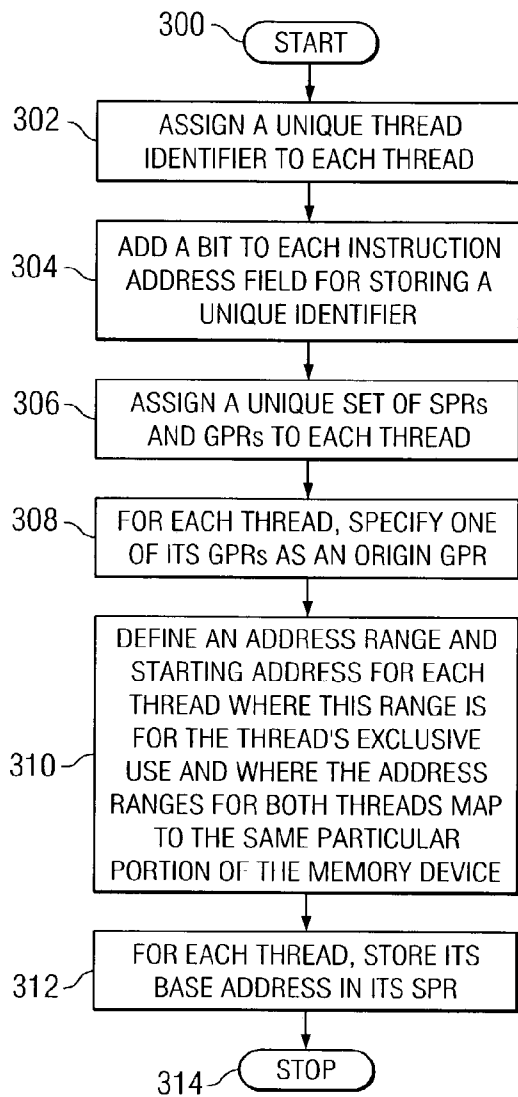 300
START
302
ASSIGN A UNIQUE THREAD
IDENTIFIER TO EACH THREAD
304
ADD A BIT TO EACH INSTRUCTION
ADDRESS FIELD FOR STORING A
UNIQUE IDENTIFIER
306
ASSIGN A UNIQUE SET OF SPRs
AND GPRs TO EACH THREAD
308
FOR EACH THREAD, SPECIFY ONE
OF ITS GPRs AS AN ORIGIN GPR
310
DEFINE AN ADDRESS RANGE AND
STARTING ADDRESS FOR EACH
THREAD WHERE THIS RANGE IS
FOR THE THREAD'S EXCLUSIVE
USE AND WHERE THE ADDRESS
RANGES FOR BOTH THREADS MAP
TO THE SAME PARTICULAR
PORTION OF THE MEMORY DEVICE
312
FOR EACH THREAD, STORE ITS
BASE ADDRESS IN ITS SPR
314
STOP